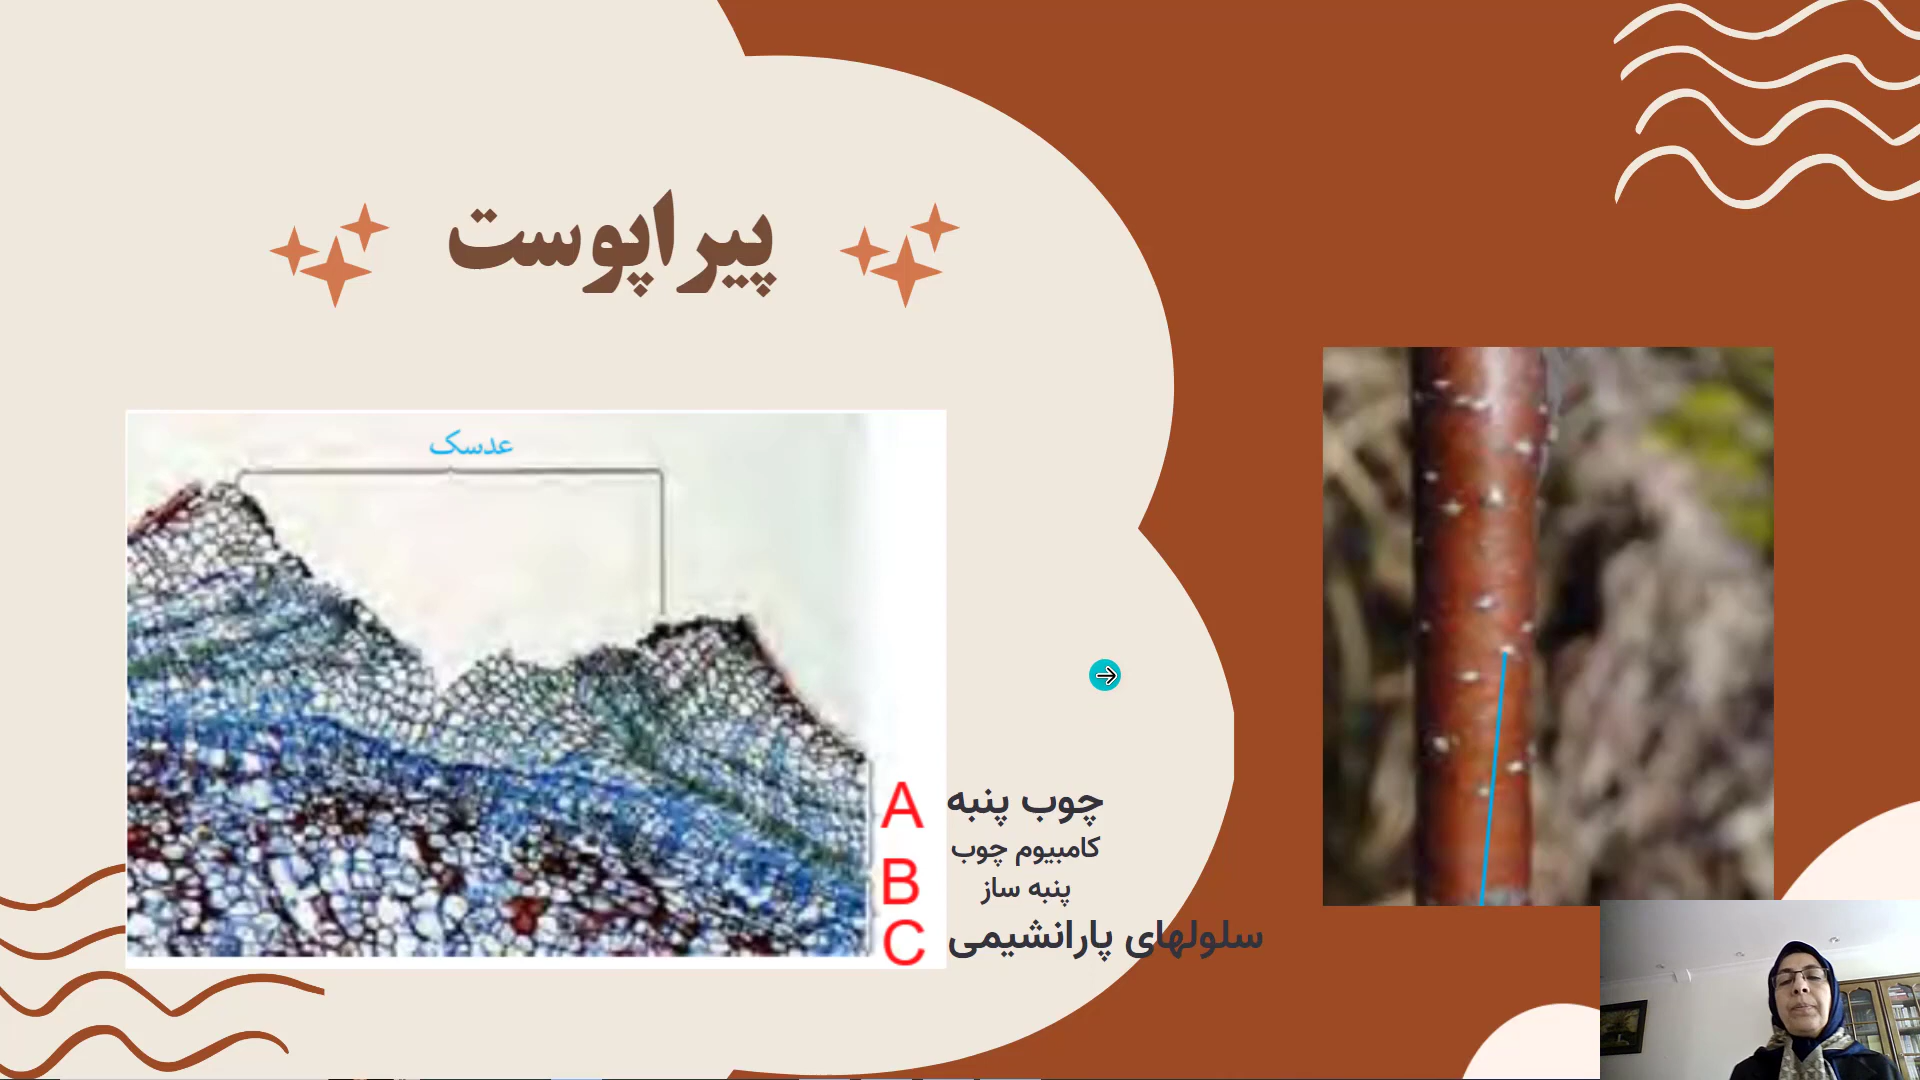 پیراپوست
عدسک
A چوب پنبه
کامبیوم چوب
B پنبه ساز
C سلولهای پارانشیمی